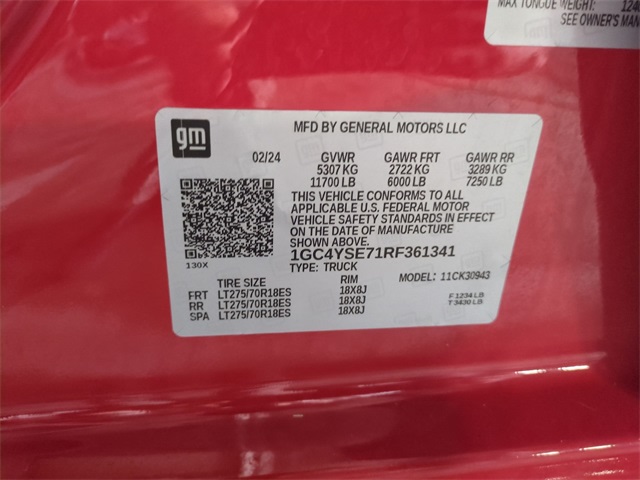 MAX TONGUE WEIGHT:
SEE OWNER'S
gm
MFD BY GENERAL MOTORS LLC
02/24 GVWR GAWR FRT GAWR RR
5307 KG 2722 KG 3289 KG
11700 LB 6000 LB 7250 LB
THIS VEHICLE CONFORMS TO ALL
APPLICABLE U.S. FEDERAL MOTOR
VEHICLE SAFETY STANDARDS IN EFFECT
ON THE DATE OF MANUFACTURE
SHOWN ABOVE.
1GC4YSE71RF361341
130X
TYPE: TRUCK
MODEL: 11CK30943
TIRE SIZE RIM
FRT LT275/70R18ES 18X8J
RR LT275/70R18ES 18X8J
SPA LT275/70R18ES 18X8J
F 1234 LB
T 3430 LB